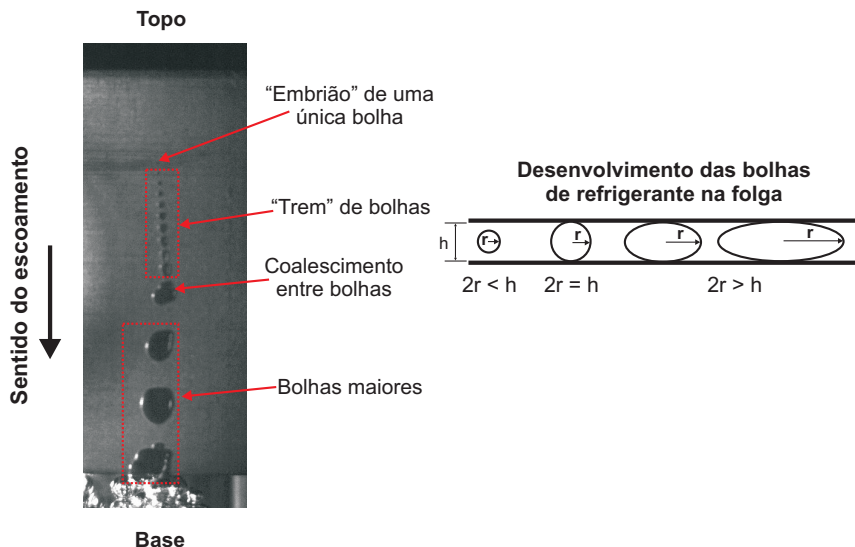 Topo
“Embrião” de uma
única bolha
“Trem” de bolhas
Coalescimento
entre bolhas
Bolhas maiores
Sentido do escoamento
Base
Desenvolvimento das bolhas
de refrigerante na folga
h
r
r
r
r
2r < h
2r = h
2r > h